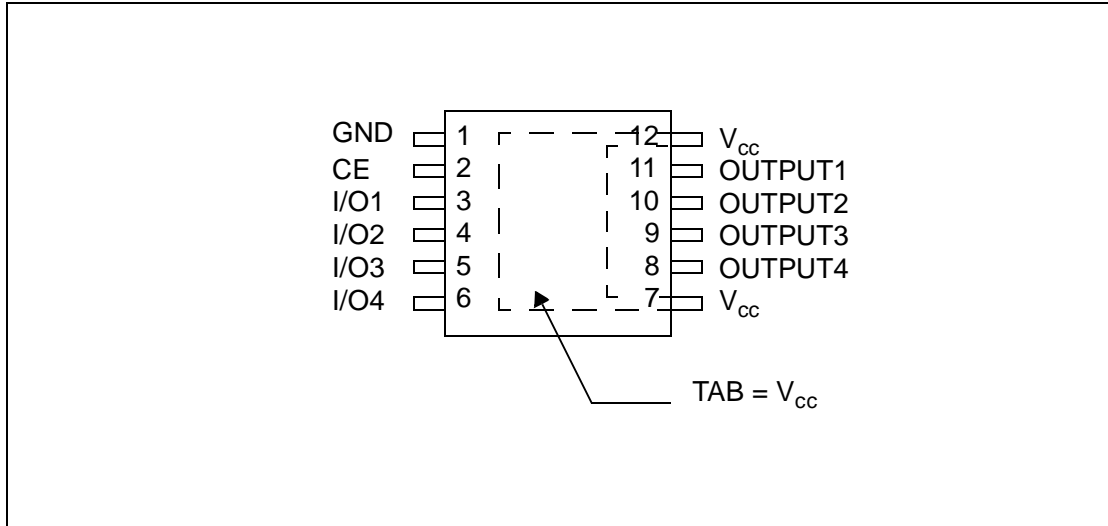 GND 1 12 Vcc
CE 2 11 OUTPUT1
I/O1 3 10 OUTPUT2
I/O2 4 9 OUTPUT3
I/O3 5 8 OUTPUT4
I/O4 6 7 Vcc
TAB = Vcc